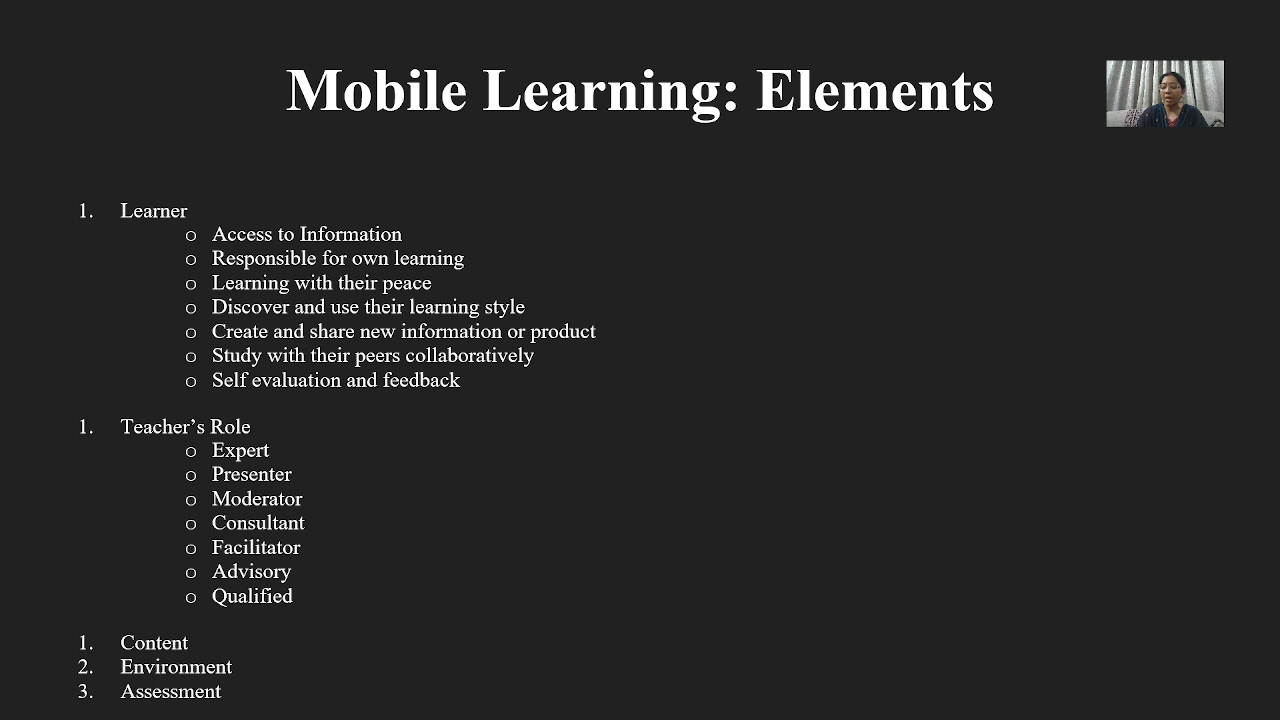 Mobile Learning: Elements
1. Learner
o Access to Information
o Responsible for own learning
o Learning with their peace
o Discover and use their learning style
o Create and share new information or product
o Study with their peers collaboratively
o Self evaluation and feedback
1. Teacher’s Role
o Expert
o Presenter
o Moderator
o Consultant
o Facilitator
o Advisory
o Qualified
1. Content
2. Environment
3. Assessment